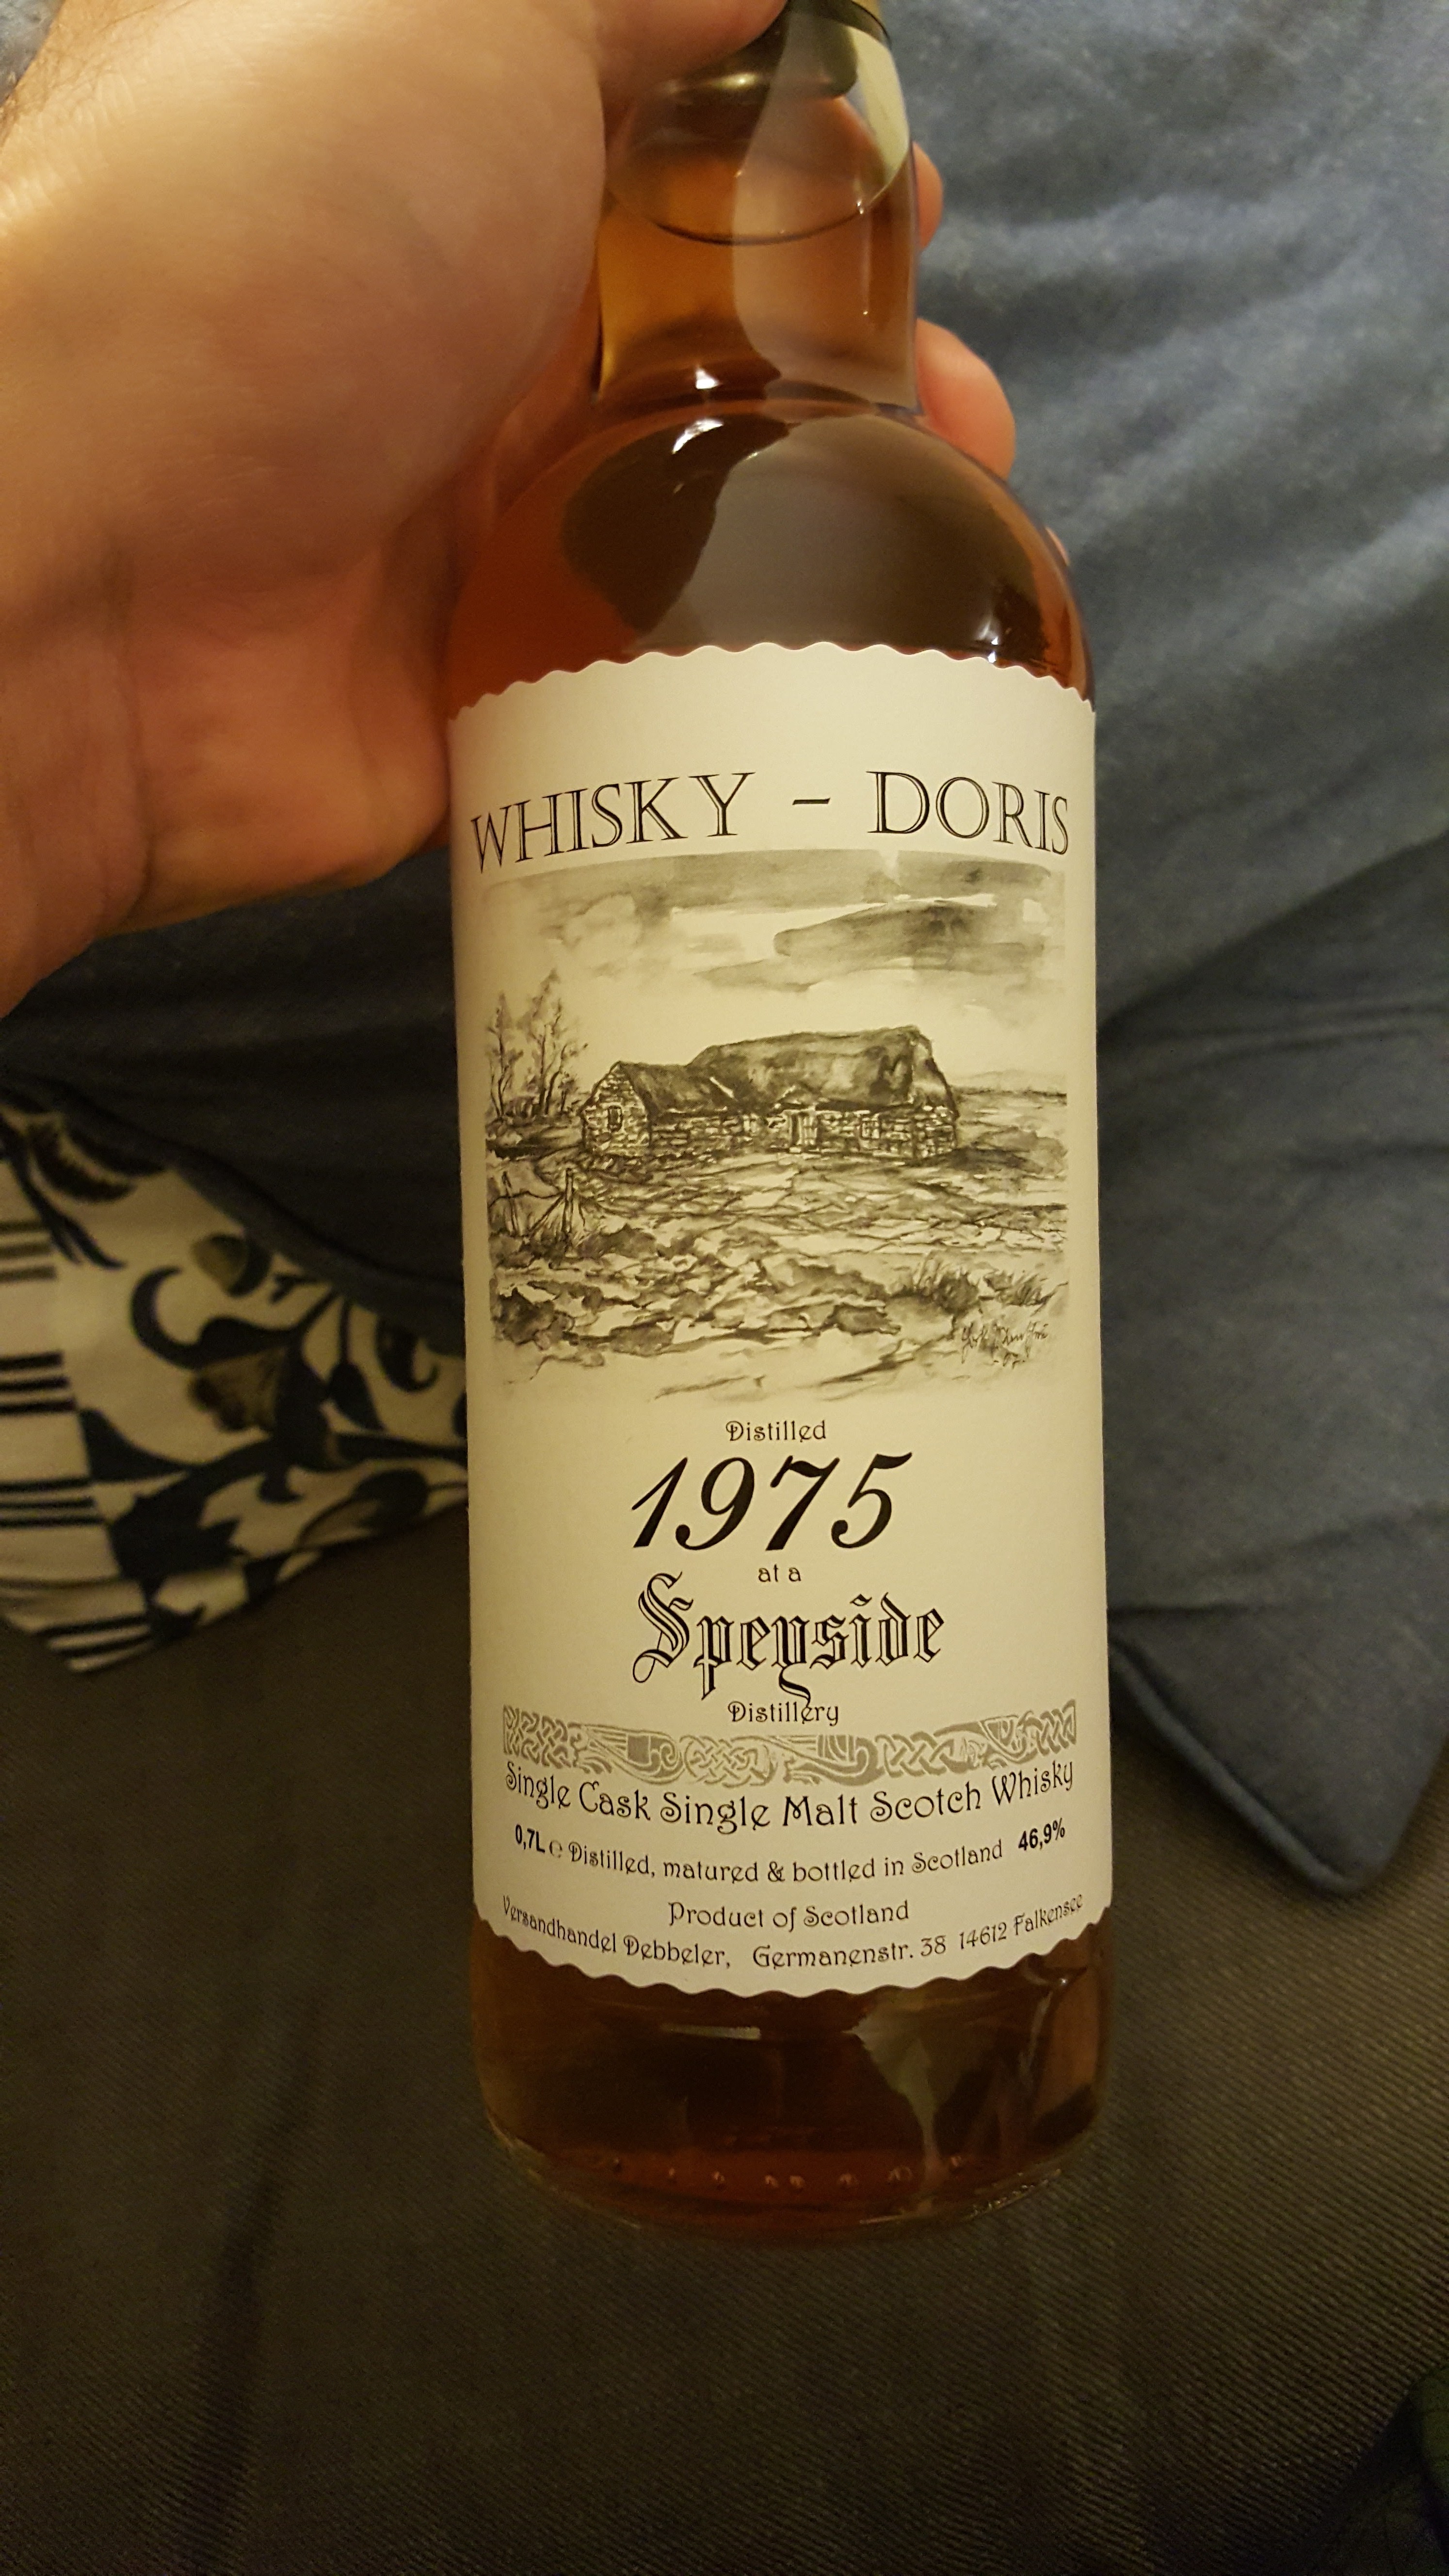 WHISKY – DORIS
Distilled
1975
at a
Speyside
Distillery
Single Cask Single Malt Scotch Whisky
0,7L e Distilled, matured & bottled in Scotland 46,9%
Product of Scotland
Versandhandel Debbeler, Germanenstr. 38 14612 Falkensee